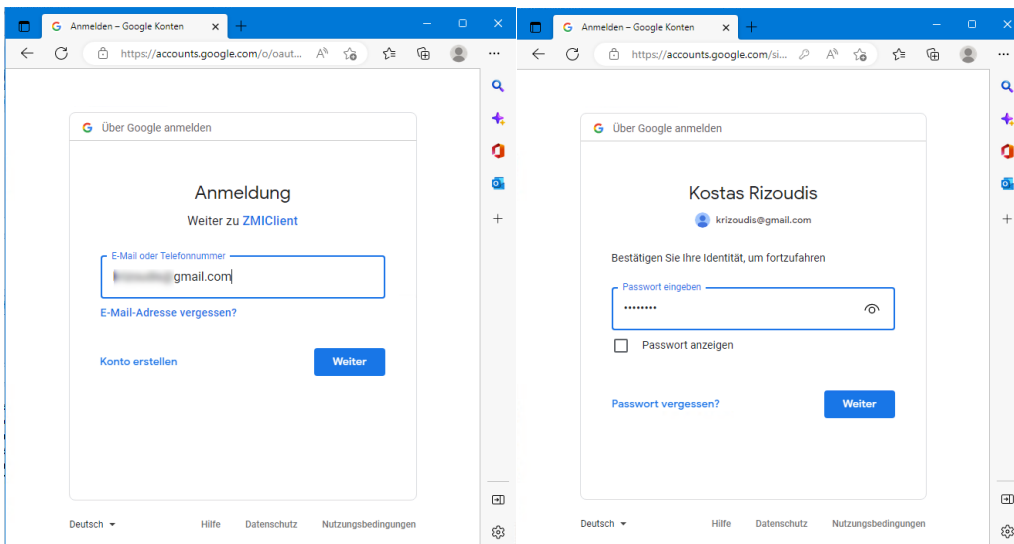 Anmelden – Google Konten
https://accounts.google.com/o/oaut...
Über Google anmelden
Anmeldung
Weiter zu ZMIClient
E-Mail oder Telefonnummer
gmail.com
E-Mail-Adresse vergessen?
Konto erstellen
Weiter
Deutsch
Hilfe
Datenschutz
Nutzungsbedingungen
Anmelden – Google Konten
https://accounts.google.com/si...
Über Google anmelden
Kostas Rizoudis
krizoudis@gmail.com
Bestätigen Sie Ihre Identität, um fortzufahren
Passwort eingeben
••••••••
Passwort anzeigen
Passwort vergessen?
Weiter
Deutsch
Hilfe
Datenschutz
Nutzungsbedingungen